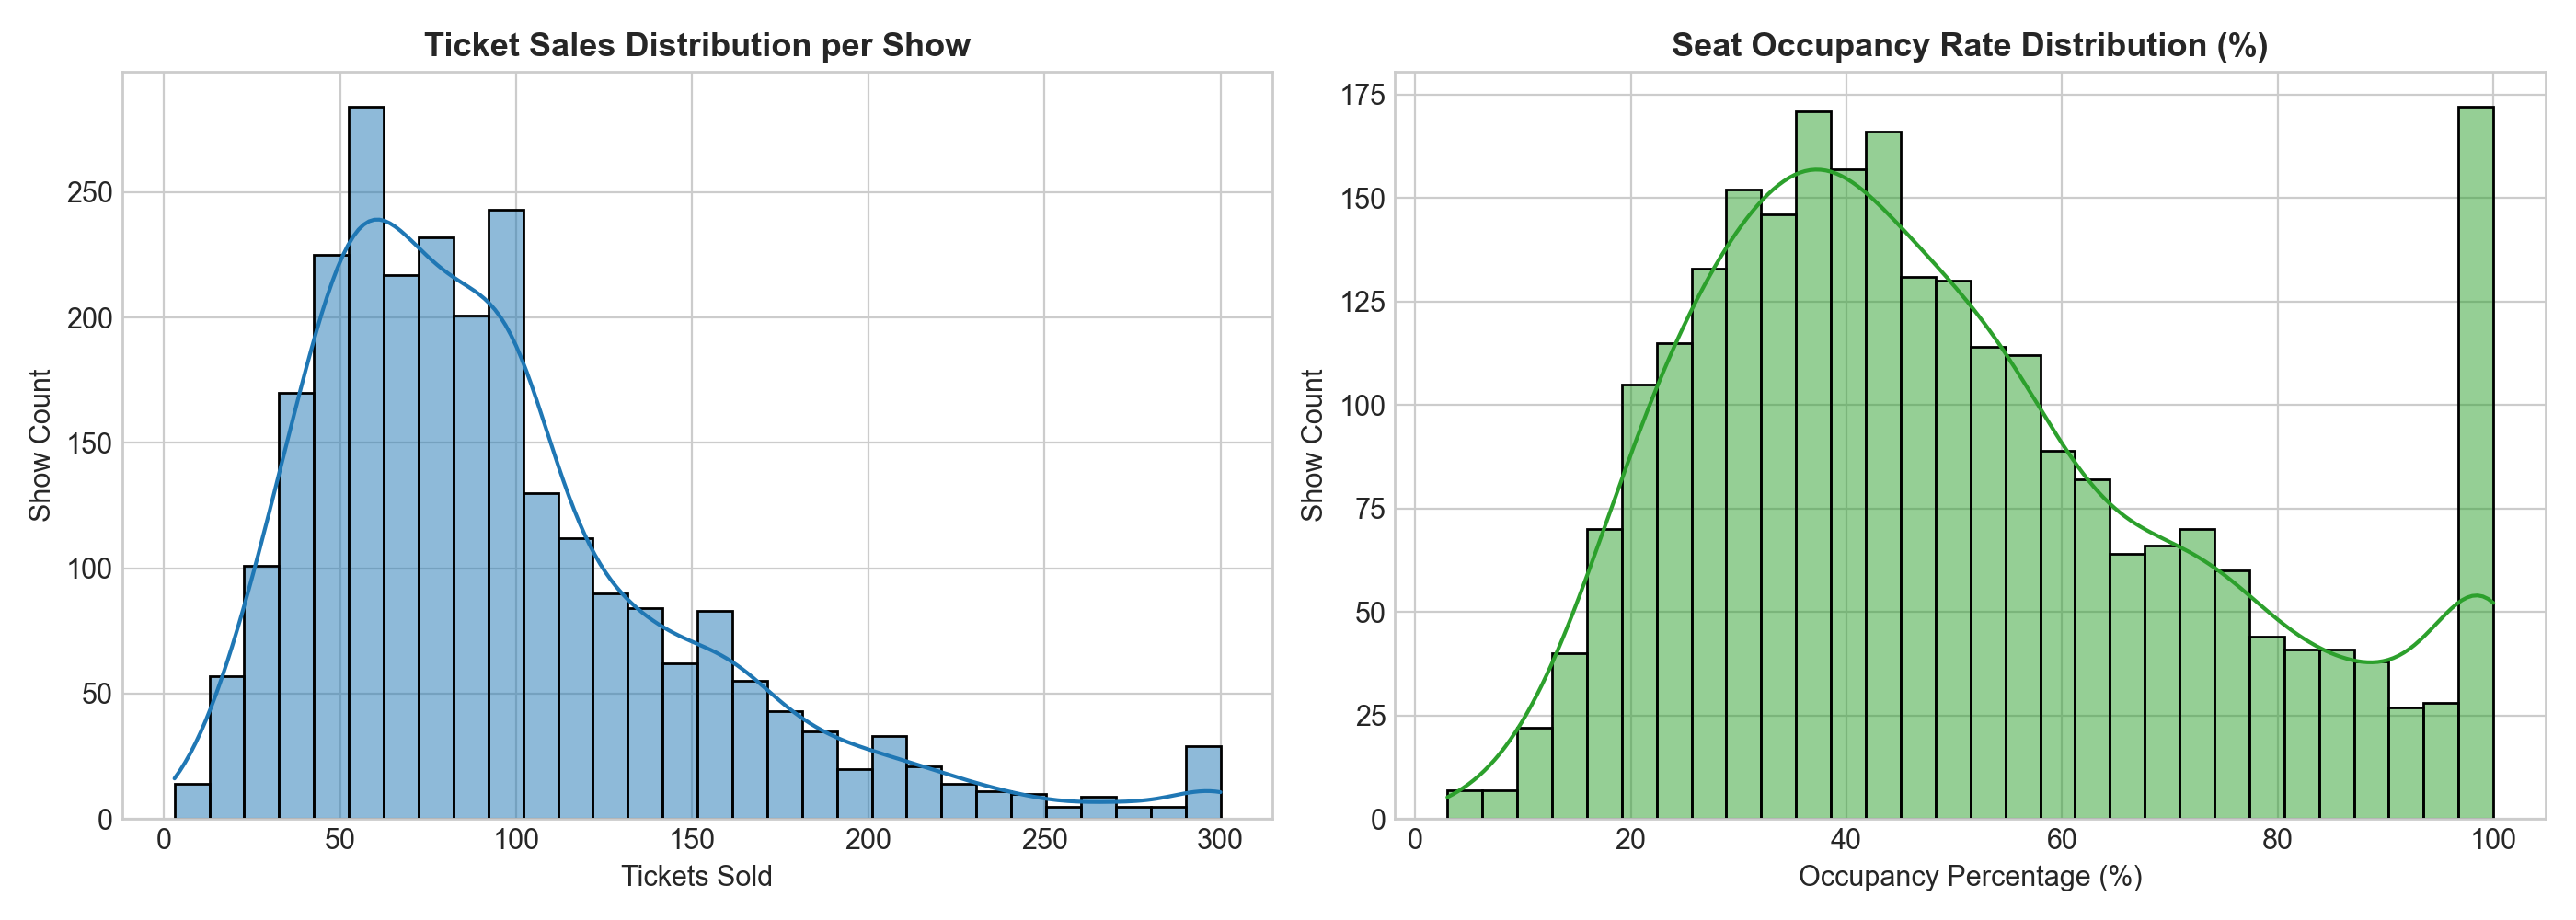 Ticket Sales Distribution per Show
250
200
150
100
50
0
Show Count
0 50 100 150 200 250 300
Tickets Sold
Seat Occupancy Rate Distribution (%)
175
150
125
100
75
50
25
0
Show Count
0 20 40 60 80 100
Occupancy Percentage (%)